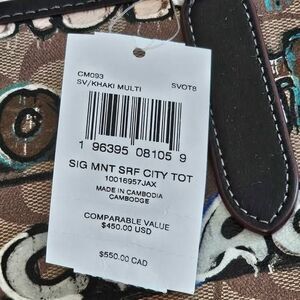 CM093
SV/KHAKI MULTI SVOT8
1 96395 08105 9
SIG MNT SRF CITY TOT
10016957JAX
MADE IN CAMBODIA
CAMBODGE
COMPARABLE VALUE
$450.00 USD
$550.00 CAD